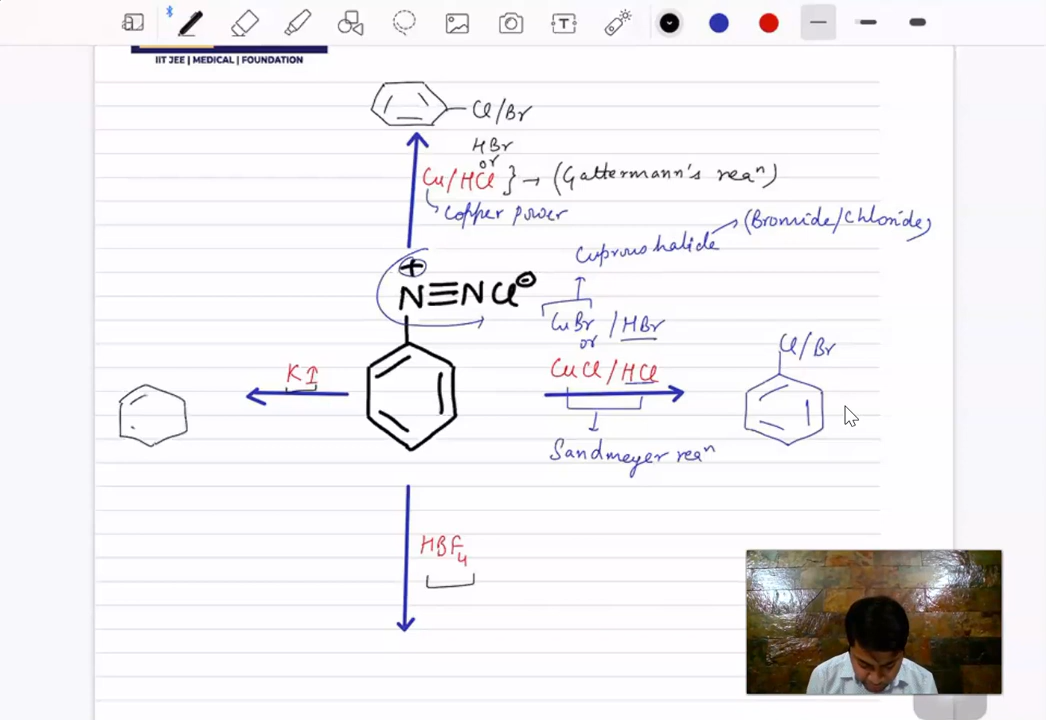 T
IIT JEE | MEDICAL | FOUNDATION
Cl/Br
HBr
or
Cu/HCl } → (Gattermann's reaⁿ)
Copper power
(Bromide/Chloride)
Cuprous halide
+
N≡NCl⊖
CuBr /HBr
or
CuCl/HCl
Cl/Br
KI
Sandmeyer reaⁿ
HBF₄